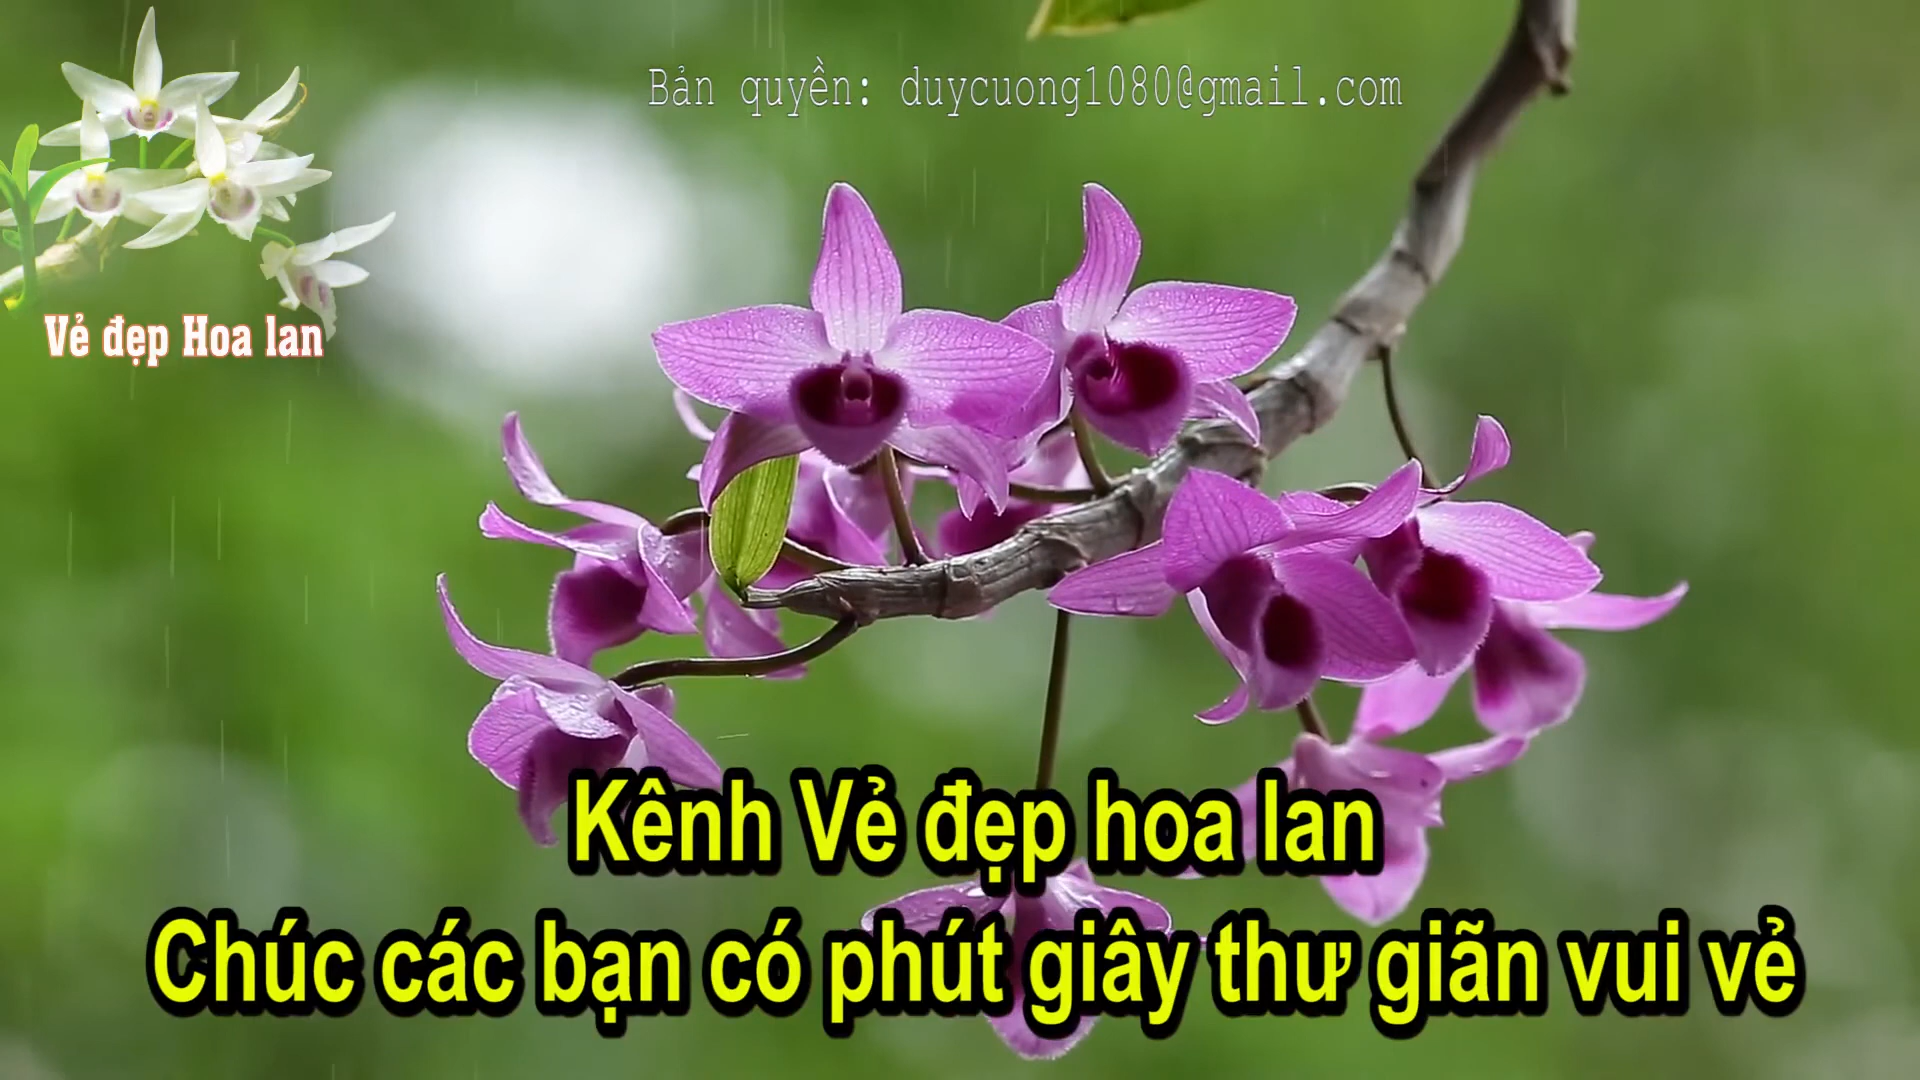 Bản quyền: duycuong1080@gmail.com
Vẻ đẹp Hoa lan
Kênh Vẻ đẹp hoa lan
Chúc các bạn có phút giây thư giãn vui vẻ